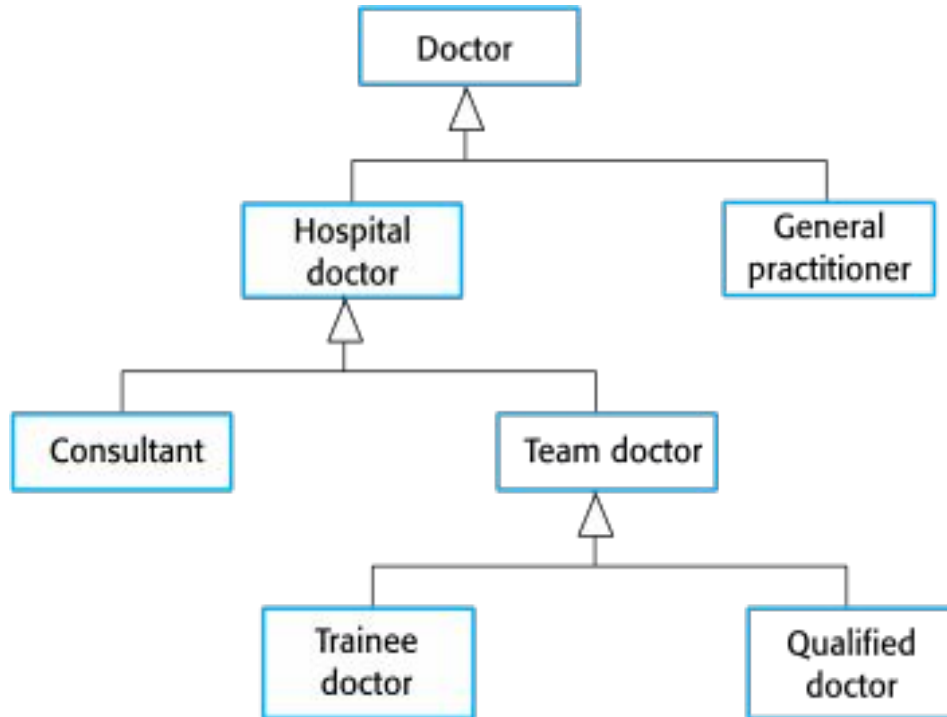 Doctor
Hospital
doctor
General
practitioner
Consultant
Team doctor
Trainee
doctor
Qualified
doctor